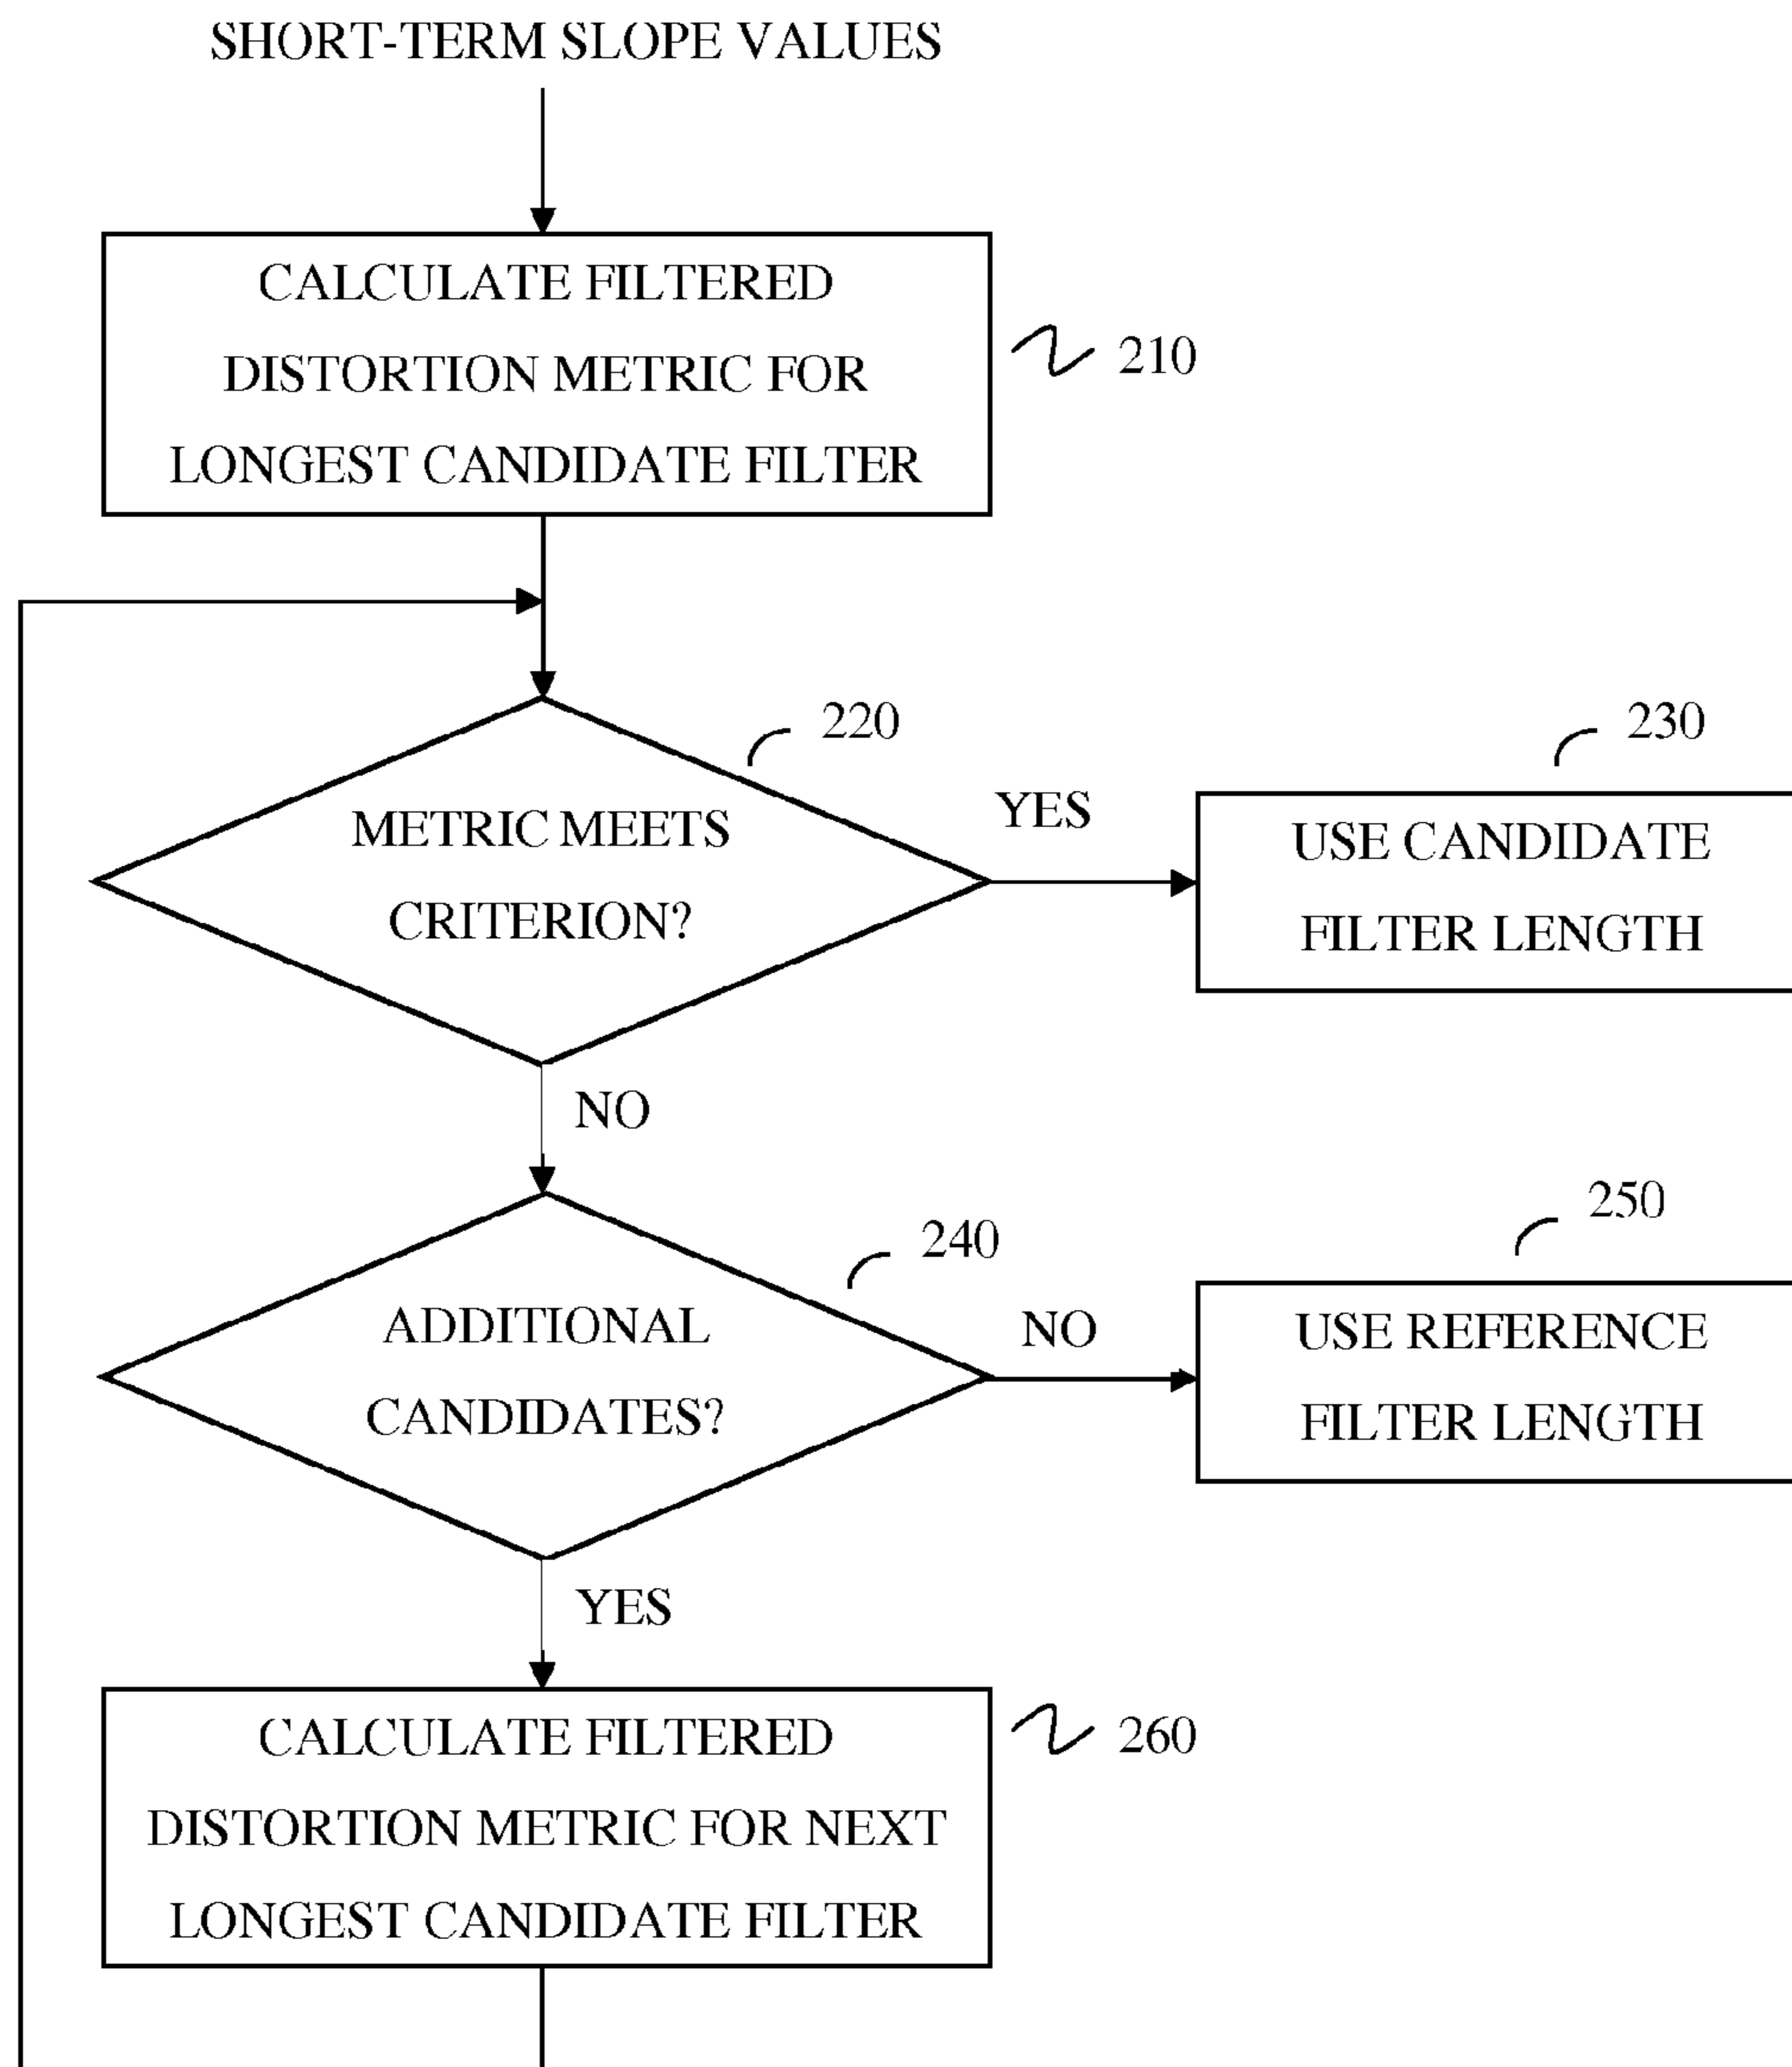 SHORT-TERM SLOPE VALUES
CALCULATE FILTERED
DISTORTION METRIC FOR
LONGEST CANDIDATE FILTER
210
220
METRIC MEETS
CRITERION?
YES
230
USE CANDIDATE
FILTER LENGTH
NO
240
ADDITIONAL
CANDIDATES?
NO
250
USE REFERENCE
FILTER LENGTH
YES
CALCULATE FILTERED
DISTORTION METRIC FOR NEXT
LONGEST CANDIDATE FILTER
260